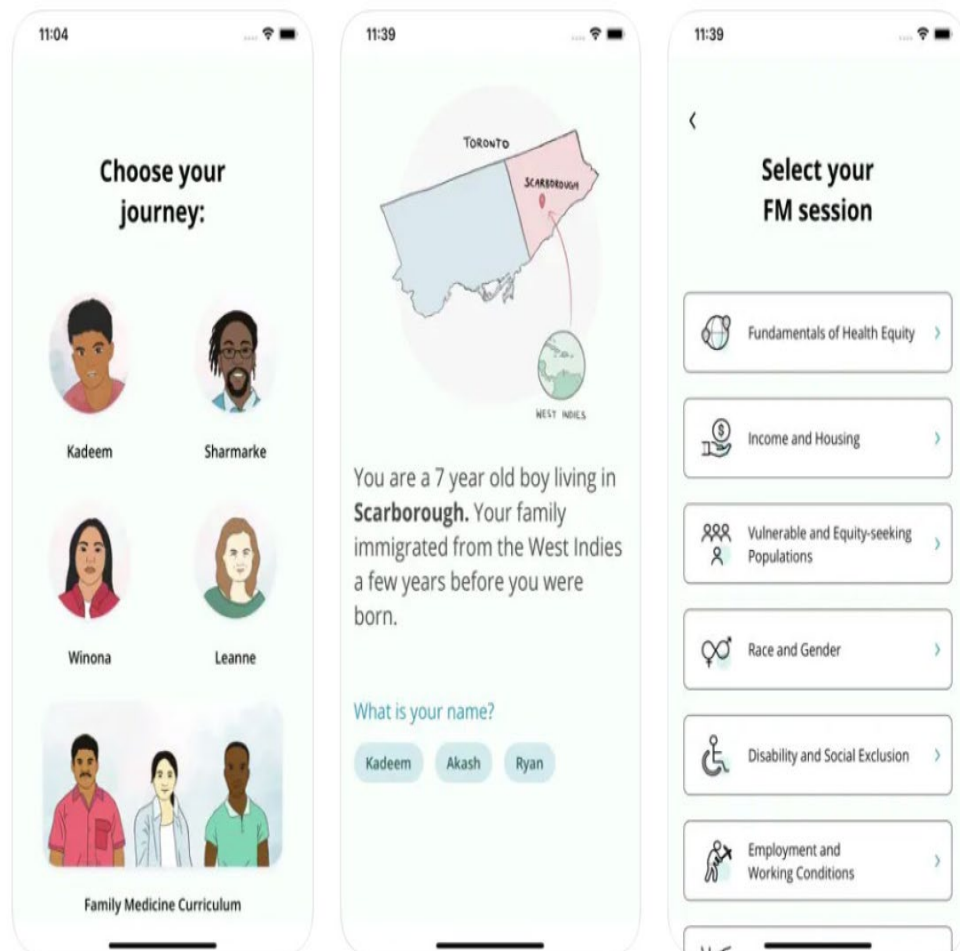 11:04
Choose your
journey:
Kadeem
Sharmarke
Winona
Leanne
Family Medicine Curriculum
11:39
TORONTO
SCARBOROUGH
WEST INDIES
You are a 7 year old boy living in
Scarborough. Your family
immigrated from the West Indies
a few years before you were
born.
What is your name?
Kadeem
Akash
Ryan
11:39
Select your
FM session
Fundamentals of Health Equity
Income and Housing
Vulnerable and Equity-seeking
Populations
Race and Gender
Disability and Social Exclusion
Employment and
Working Conditions